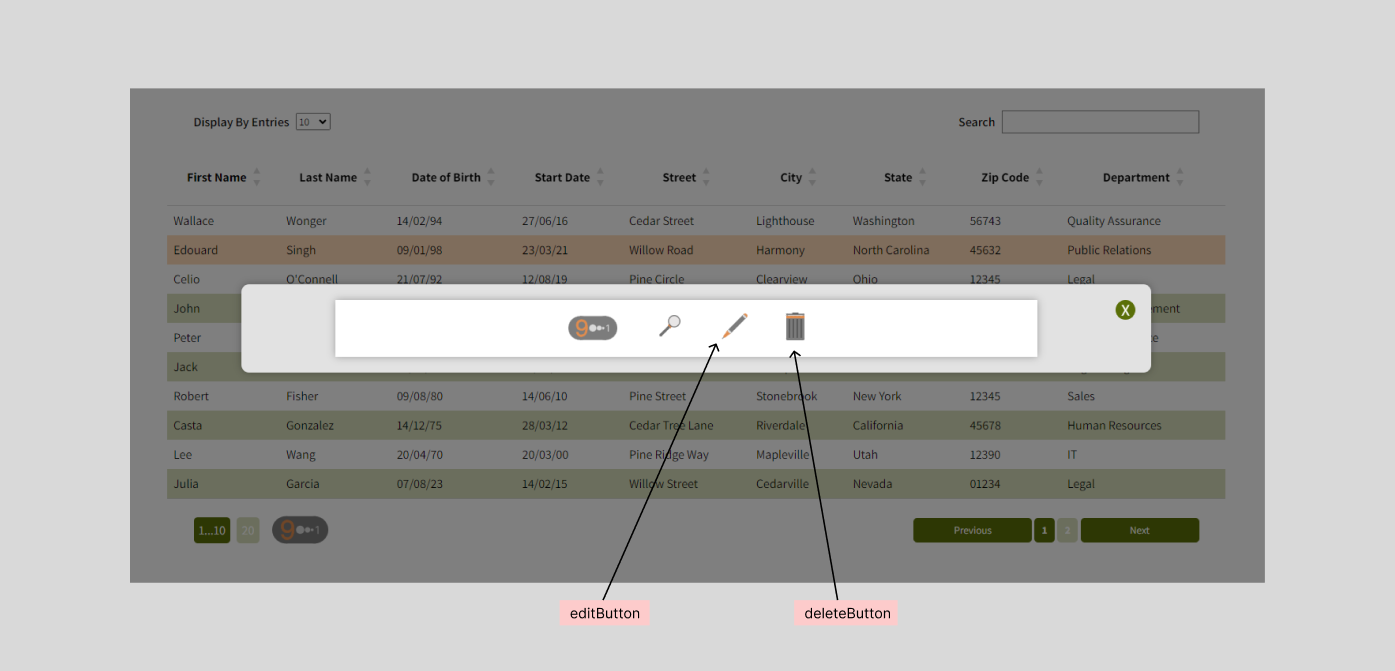 Display By Entries 10 Search
First Name Last Name Date of Birth Start Date Street City State Zip Code Department
Wallace Wonger 14/02/94 27/06/16 Cedar Street Lighthouse Washington 56743 Quality Assurance
Edouard Singh 09/01/98 23/03/21 Willow Road Harmony North Carolina 45632 Public Relations
Celio O'Connell 21/07/92 12/08/19 Pine Circle Clearview Ohio 12345 Legal
John
Peter
Jack
9 1 X
Robert Fisher 09/08/80 14/06/10 Pine Street Stonebrook New York 12345 Sales
Casta Gonzalez 14/12/75 28/03/12 Cedar Tree Lane Riverdale California 45678 Human Resources
Lee Wang 20/04/70 20/03/00 Pine Ridge Way Mapleville Utah 12390 IT
Julia Garcia 07/08/23 14/02/15 Willow Street Cedarville Nevada 01234 Legal
1...10 20 9 1 Previous 1 2 Next
editButton deleteButton